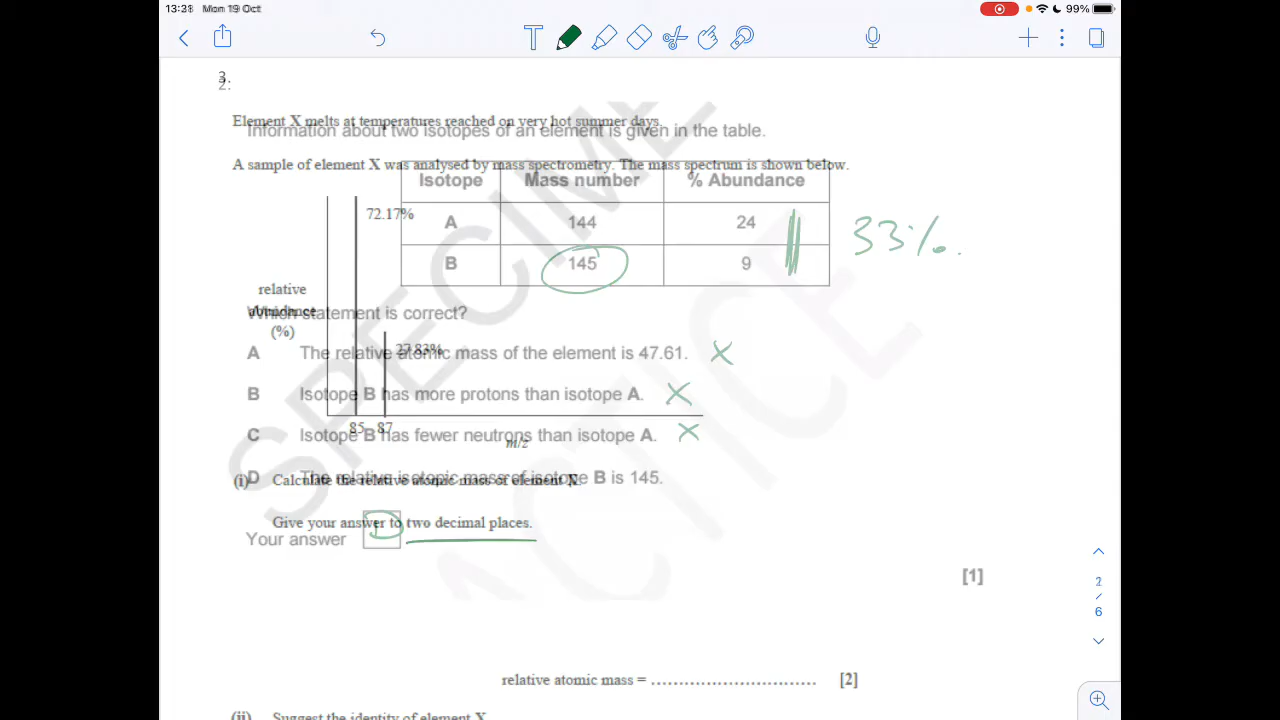 13:31 Mon 19 Oct
99%
T
3.
2.
Element X melts at temperatures reached on very hot summer days.
Information about two isotopes of an element is given in the table.
A sample of element X was analysed by mass spectrometry. The mass spectrum is shown below.
Isotope Mass number % Abundance
72.17%
A 144 24
33%.
B 145 9
relative
abundance
(%)
Which statement is correct?
27.83%
A The relative atomic mass of the element is 47.61. X
B Isotope B has more protons than isotope A. X
85 87
C Isotope B has fewer neutrons than isotope A. X
m/z
D The relative isotopic mass of isotope B is 145.
(i) Calculate the relative atomic mass of element X.
Give your answer to two decimal places.
Your answer D
[1]
2
/
6
relative atomic mass = ............................. [2]
(ii) Suggest the identity of element X
SPECIME
ACTICE